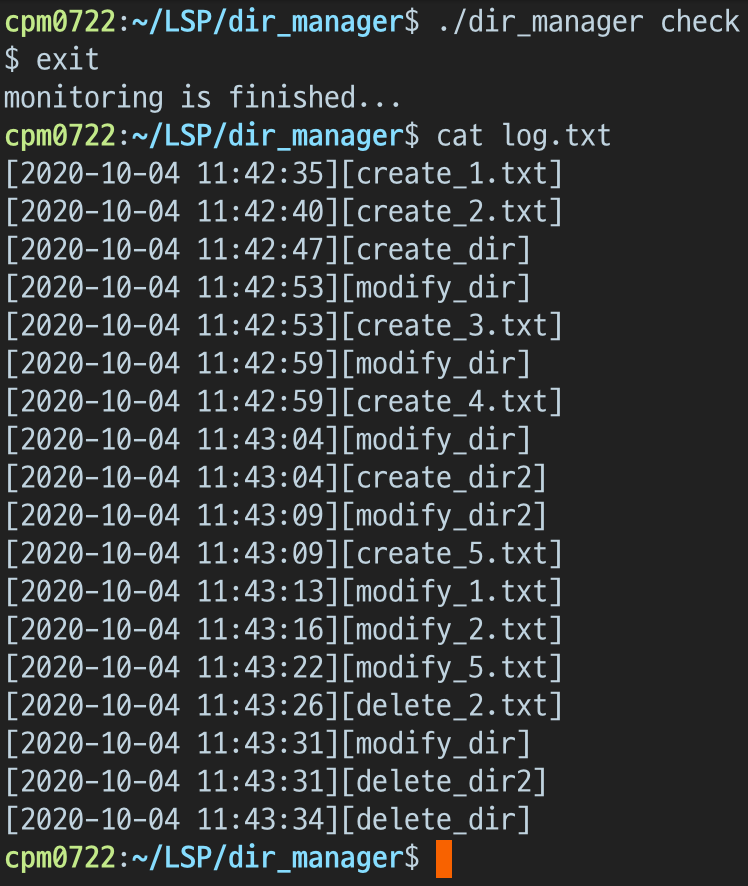 cpm0722:~/LSP/dir_manager$ ./dir_manager check
$ exit
monitoring is finished...
cpm0722:~/LSP/dir_manager$ cat log.txt
[2020-10-04 11:42:35][create_1.txt]
[2020-10-04 11:42:40][create_2.txt]
[2020-10-04 11:42:47][create_dir]
[2020-10-04 11:42:53][modify_dir]
[2020-10-04 11:42:53][create_3.txt]
[2020-10-04 11:42:59][modify_dir]
[2020-10-04 11:42:59][create_4.txt]
[2020-10-04 11:43:04][modify_dir]
[2020-10-04 11:43:04][create_dir2]
[2020-10-04 11:43:09][modify_dir2]
[2020-10-04 11:43:09][create_5.txt]
[2020-10-04 11:43:13][modify_1.txt]
[2020-10-04 11:43:16][modify_2.txt]
[2020-10-04 11:43:22][modify_5.txt]
[2020-10-04 11:43:26][delete_2.txt]
[2020-10-04 11:43:31][modify_dir]
[2020-10-04 11:43:31][delete_dir2]
[2020-10-04 11:43:34][delete_dir]
cpm0722:~/LSP/dir_manager$